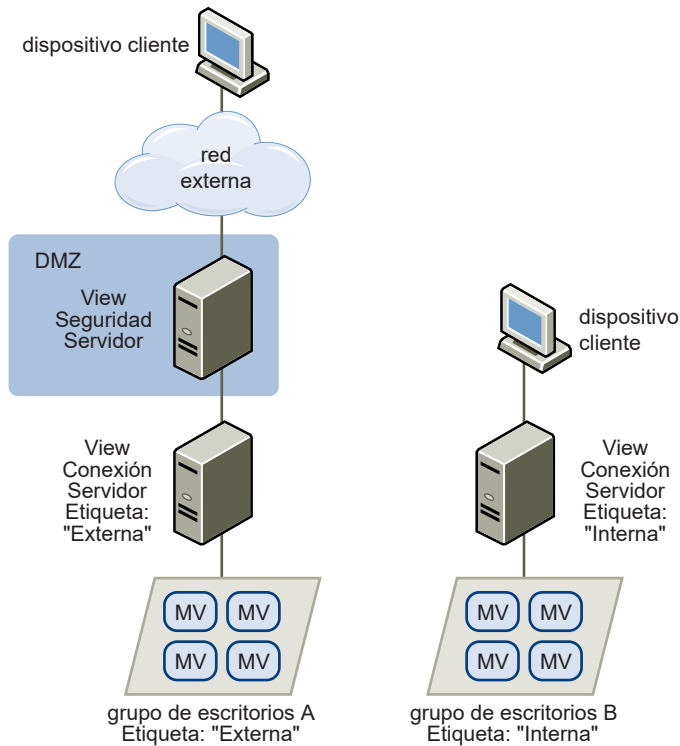 dispositivo cliente
red
externa
DMZ
View
Seguridad
Servidor
View
Conexión
Servidor
Etiqueta:
"Externa"
MV MV
MV MV
grupo de escritorios A
Etiqueta: "Externa"
dispositivo
cliente
View
Conexión
Servidor
Etiqueta:
"Interna"
MV MV
MV MV
grupo de escritorios B
Etiqueta: "Interna"